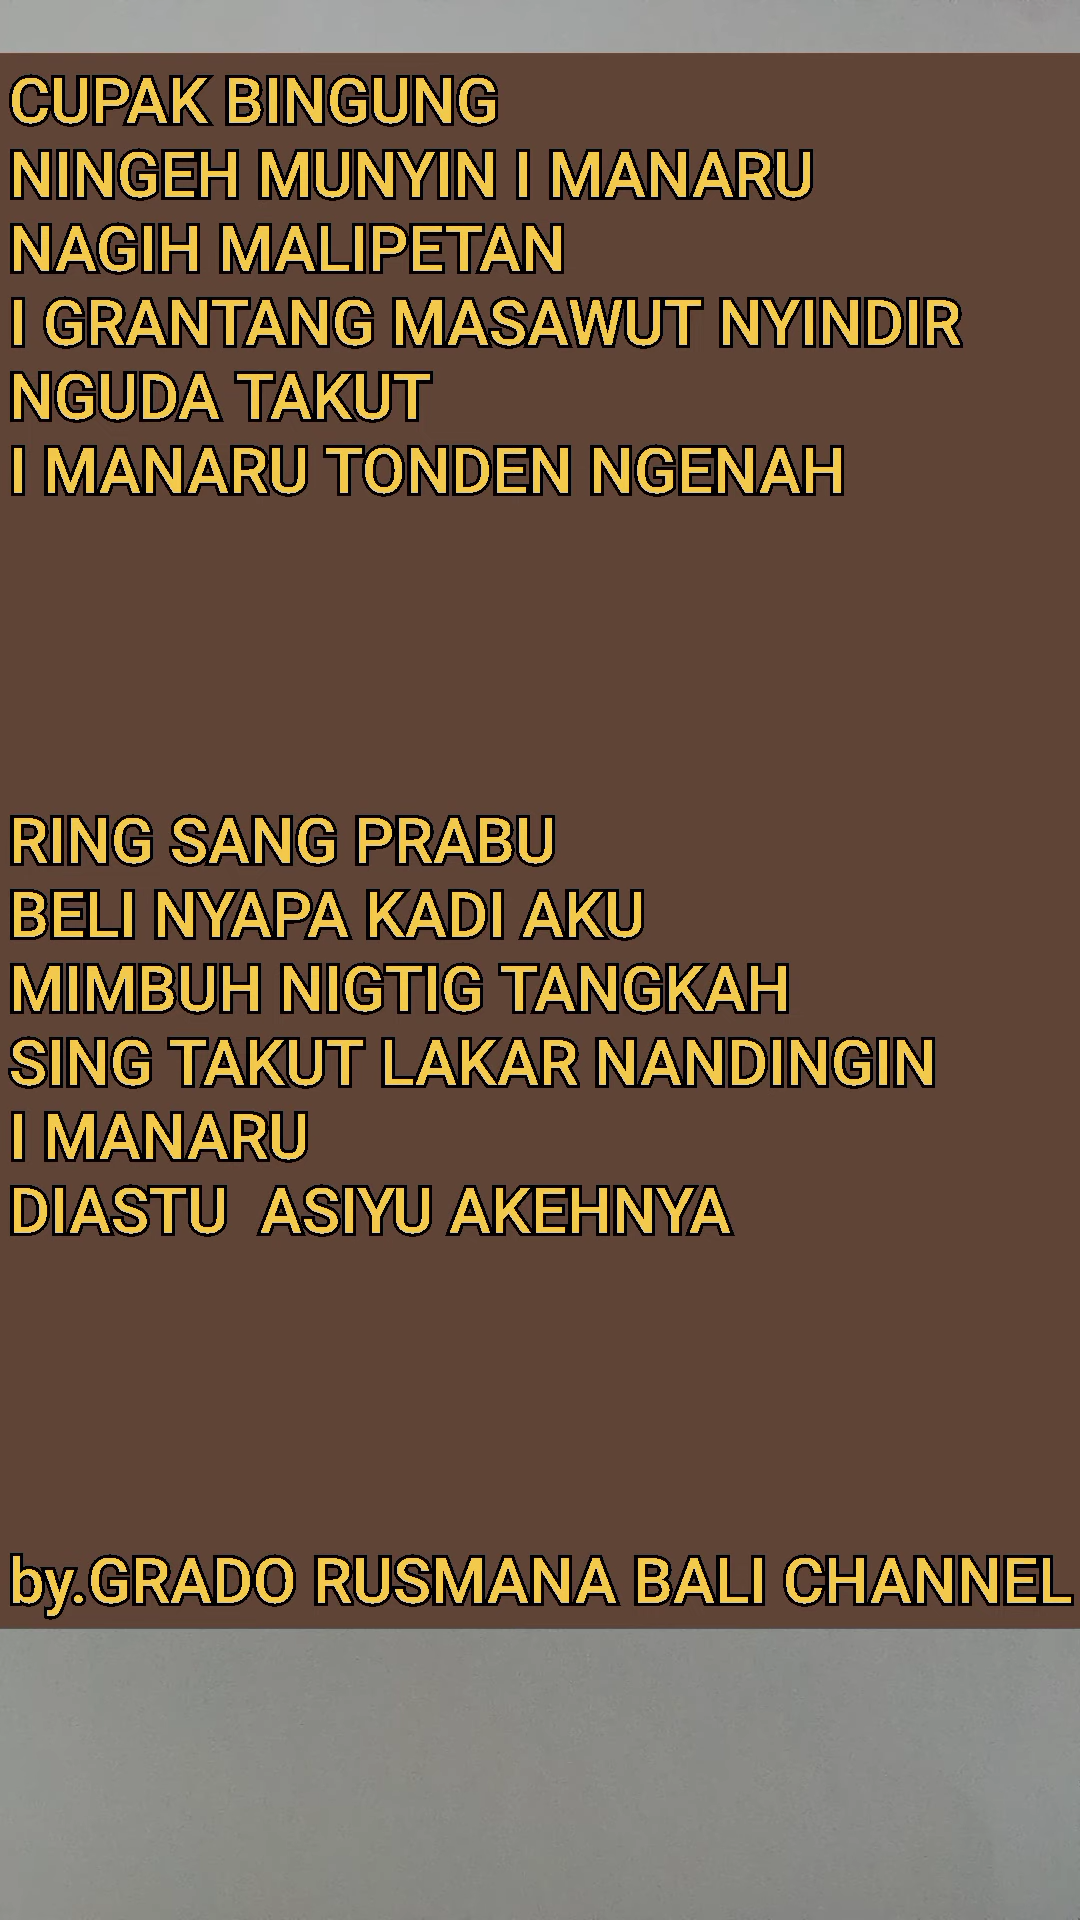 CUPAK BINGUNG
NINGEH MUNYIN I MANARU
NAGIH MALIPETAN
I GRANTANG MASAWUT NYINDIR
NGUDA TAKUT
I MANARU TONDEN NGENAH
RING SANG PRABU
BELI NYAPA KADI AKU
MIMBUH NIGTIG TANGKAH
SING TAKUT LAKAR NANDINGIN
I MANARU
DIASTU  ASIYU AKEHNYA
by.GRADO RUSMANA BALI CHANNEL